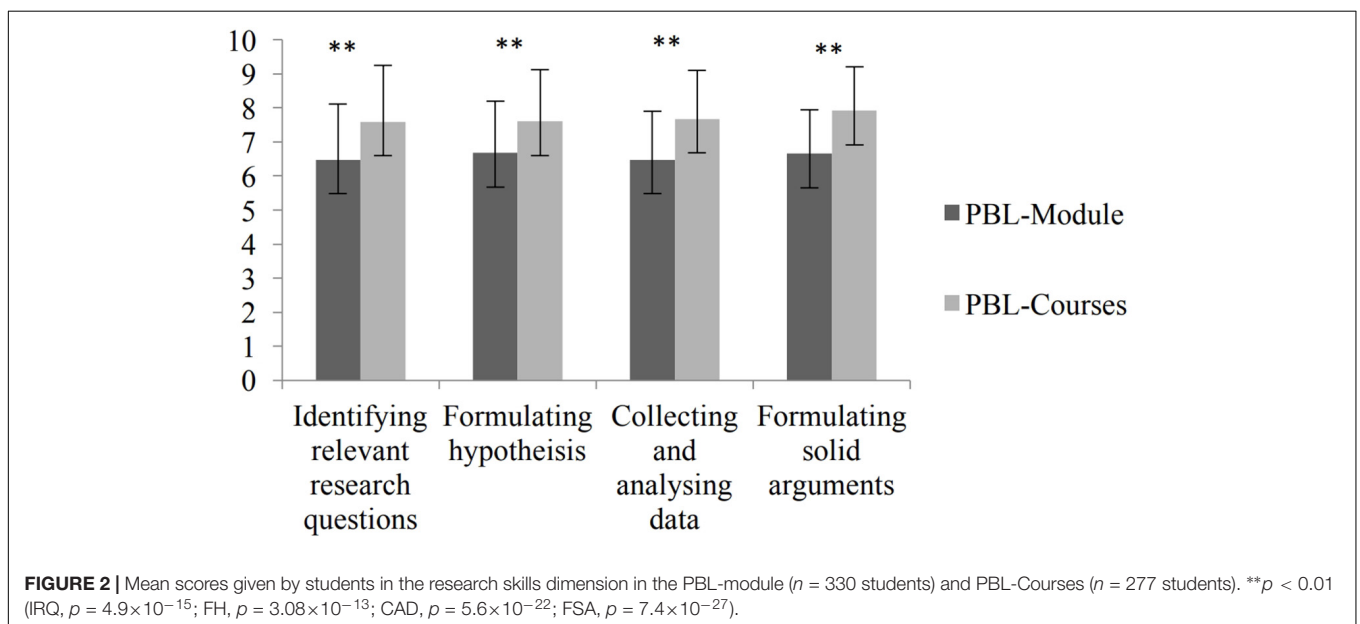 10
9
8
7
6
5
4
3
2
1
0
** ** ** **
PBL-Module
PBL-Courses
Identifying
relevant
research
questions
Formulating
hypotheisis
Collecting
and
analysing
data
Formulating
solid
arguments
FIGURE 2 | Mean scores given by students in the research skills dimension in the PBL-module (n = 330 students) and PBL-Courses (n = 277 students). **p < 0.01
(IRQ, p = 4.9×10−15; FH, p = 3.08×10−13; CAD, p = 5.6×10−22; FSA, p = 7.4×10−27).